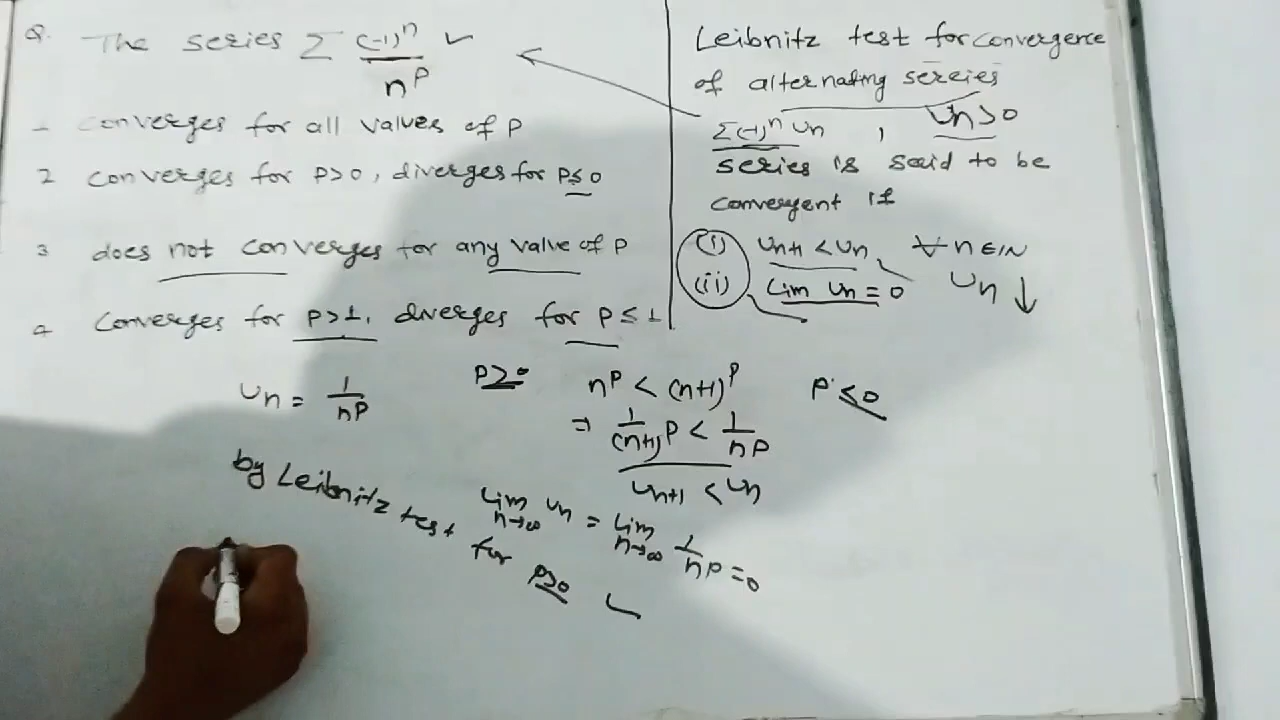 Q. The series Σ (-1)^n / n^p ✓
1 converges for all values of P
2 converges for P>0, diverges for P≤0
3 does not converges for any value of P
4 converges for P>1, diverges for P≤1
Leibnitz test for convergence
of alternating sereies
Σ(-1)^n Un , Un>0
series is said to be
convergent if
(i) Un+1 < Un, ∀ n∈IN
(ii) Lim Un = 0 Un ↓
Un = 1/n^p
P>0 n^p < (n+1)^p
⇒ 1/(n+1)^p < 1/n^p
Un+1 < Un
Lim n→∞ Un = Lim n→∞ 1/n^p = 0
P≤0
by Leibnitz test for P>0 ✓